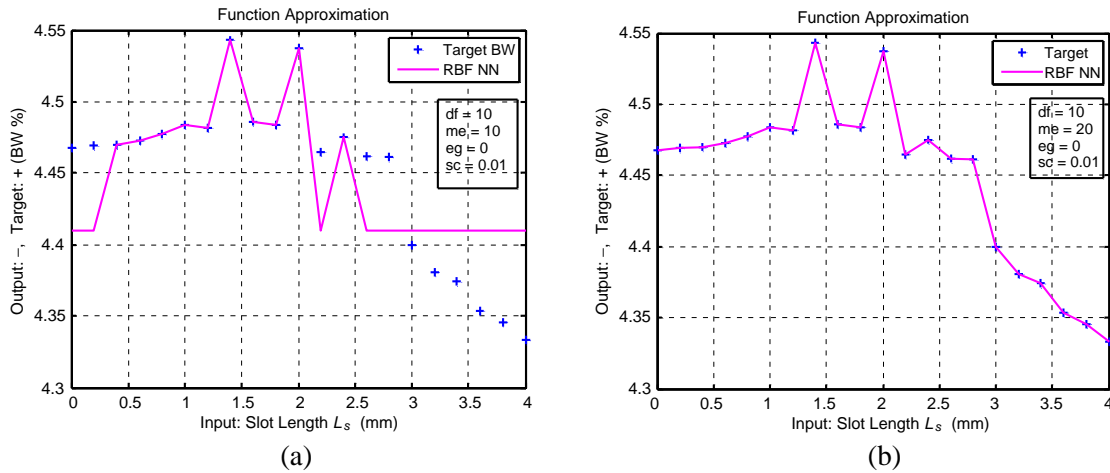 Function Approximation
4.55
4.5
4.45
4.4
4.35
4.3
Output: –, Target: + (BW %)
Target BW
RBF NN
df = 10
me = 10
eg = 0
sc = 0.01
0 0.5 1 1.5 2 2.5 3 3.5 4
Input: Slot Length Ls (mm)
(a)
Function Approximation
4.55
4.5
4.45
4.4
4.35
4.3
Output: –, Target: + (BW %)
Target
RBF NN
df = 10
me = 20
eg = 0
sc = 0.01
0 0.5 1 1.5 2 2.5 3 3.5 4
Input: Slot Length Ls (mm)
(b)